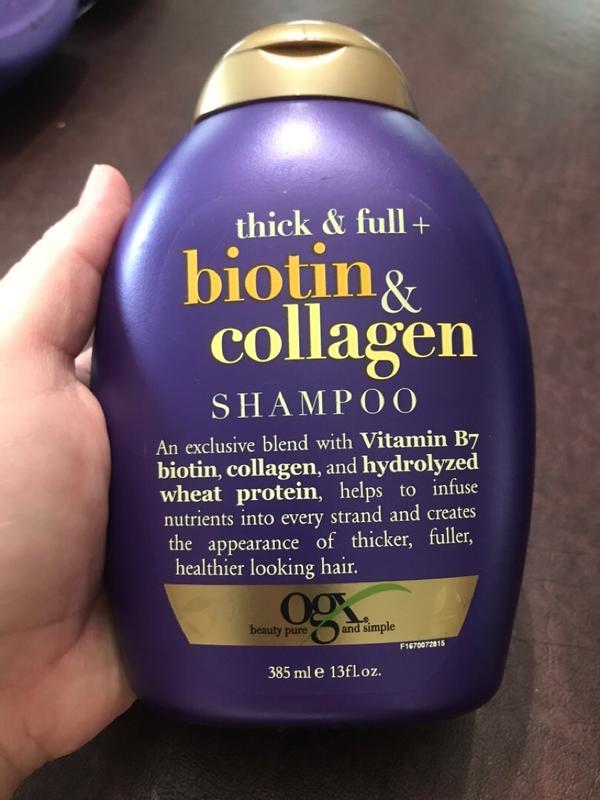 thick & full +
biotin &
collagen
SHAMPOO
An exclusive blend with Vitamin B7
biotin, collagen, and hydrolyzed
wheat protein, helps to infuse
nutrients into every strand and creates
the appearance of thicker, fuller,
healthier looking hair.
ogx®
beauty pure and simple
F1670072815
385 ml e 13fl.oz.